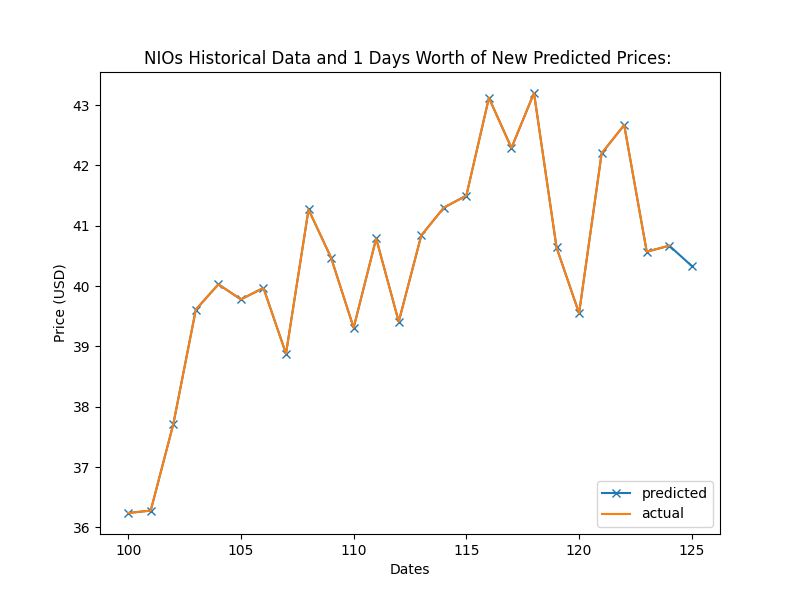 NIOs Historical Data and 1 Days Worth of New Predicted Prices:
Price (USD)
43
42
41
40
39
38
37
36
100 105 110 115 120 125
Dates
predicted
actual